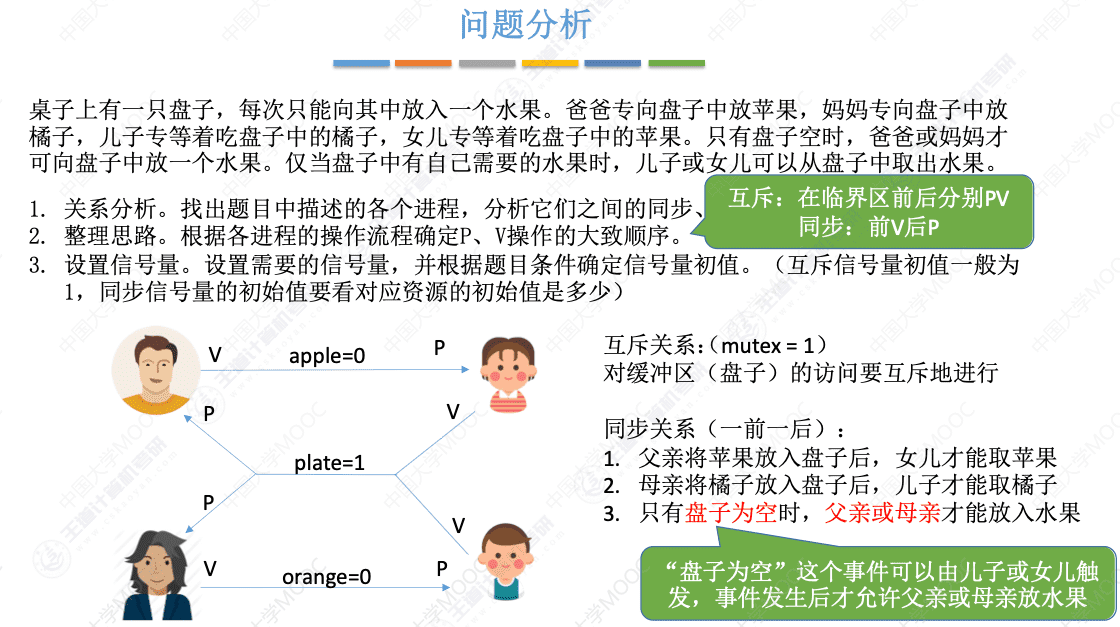 问题分析
桌子上有一只盘子，每次只能向其中放入一个水果。爸爸专向盘子中放苹果，妈妈专向盘子中放
橘子，儿子专等着吃盘子中的橘子，女儿专等着吃盘子中的苹果。只有盘子空时，爸爸或妈妈才
可向盘子中放一个水果。仅当盘子中有自己需要的水果时，儿子或女儿可以从盘子中取出水果。
互斥：在临界区前后分别PV
同步：前V后P
1. 关系分析。找出题目中描述的各个进程，分析它们之间的同步、
2. 整理思路。根据各进程的操作流程确定P、V操作的大致顺序。
3. 设置信号量。设置需要的信号量，并根据题目条件确定信号量初值。（互斥信号量初值一般为
1，同步信号量的初始值要看对应资源的初始值是多少）
V apple=0 P
P V
plate=1
P V
V orange=0 P
互斥关系：（mutex = 1）
对缓冲区（盘子）的访问要互斥地进行
同步关系（一前一后）：
1. 父亲将苹果放入盘子后，女儿才能取苹果
2. 母亲将橘子放入盘子后，儿子才能取橘子
3. 只有盘子为空时，父亲或母亲才能放入水果
“盘子为空”这个事件可以由儿子或女儿触
发，事件发生后才允许父亲或母亲放水果
中国大学MOOC
王道计算机考研